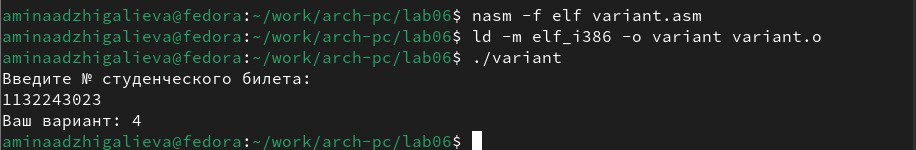 aminaadzhigalieva@fedora:~/work/arch-pc/lab06$ nasm -f elf variant.asm
aminaadzhigalieva@fedora:~/work/arch-pc/lab06$ ld -m elf_i386 -o variant variant.o
aminaadzhigalieva@fedora:~/work/arch-pc/lab06$ ./variant
Введите № студенческого билета:
1132243023
Ваш вариант: 4
aminaadzhigalieva@fedora:~/work/arch-pc/lab06$